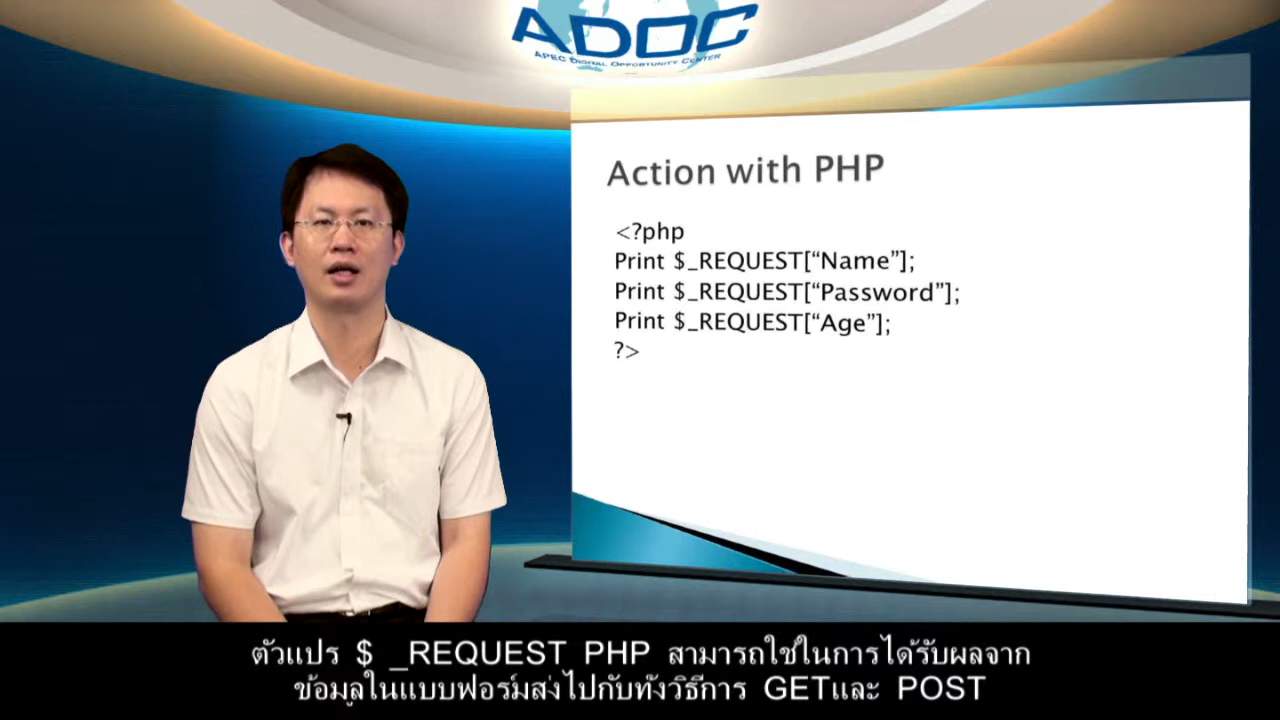 ADOC
APEC DIGITAL OPPORTUNITY CENTER
Action with PHP
<?php
Print $_REQUEST[“Name”];
Print $_REQUEST[“Password”];
Print $_REQUEST[“Age”];
?>
ตัวแปร $ _REQUEST PHP สามารถใช้ในการได้รับผลจาก
ข้อมูลในแบบฟอร์มส่งไปกับทั้งวิธีการ GETและ POST